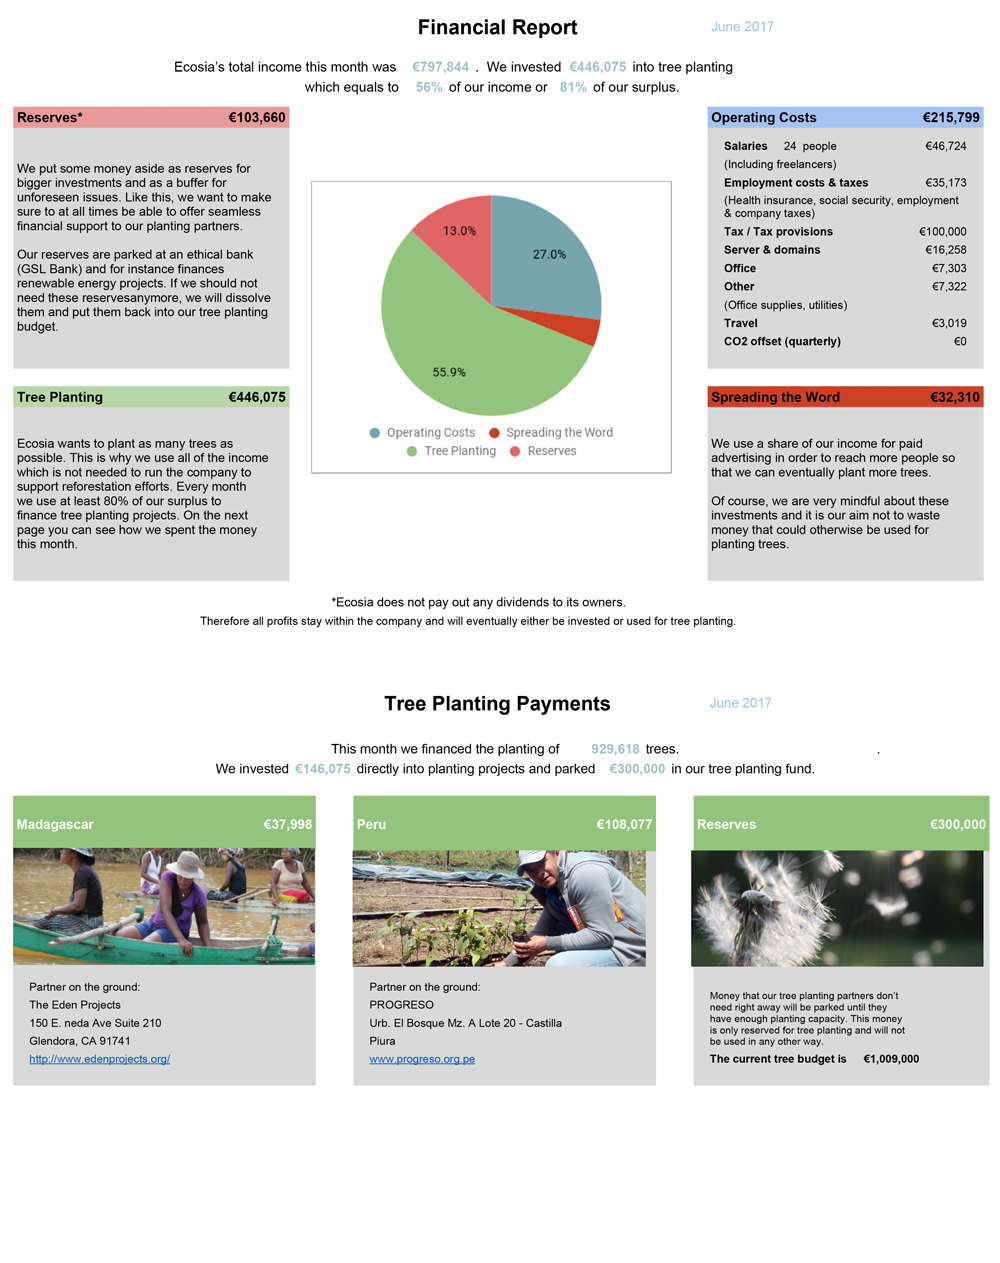 Financial Report
June 2017
Ecosia’s total income this month was €797,844 . We invested €446,075 into tree planting
which equals to 56% of our income or 81% of our surplus.
Reserves* €103,660
We put some money aside as reserves for
bigger investments and as a buffer for
unforeseen issues. Like this, we want to make
sure to at all times be able to offer seamless
financial support to our planting partners.
Our reserves are parked at an ethical bank
(GSL Bank) and for instance finances
renewable energy projects. If we should not
need these reservesanymore, we will dissolve
them and put them back into our tree planting
budget.
Tree Planting €446,075
Ecosia wants to plant as many trees as
possible. This is why we use all of the income
which is not needed to run the company to
support reforestation efforts. Every month
we use at least 80% of our surplus to
finance tree planting projects. On the next
page you can see how we spent the money
this month.
13.0%
27.0%
55.9%
Operating Costs Spreading the Word
Tree Planting Reserves
Operating Costs €215,799
Salaries 24 people €46,724
(Including freelancers)
Employment costs & taxes €35,173
(Health insurance, social security, employment
& company taxes)
Tax / Tax provisions €100,000
Server & domains €16,258
Office €7,303
Other €7,322
(Office supplies, utilities)
Travel €3,019
CO2 offset (quarterly) €0
Spreading the Word €32,310
We use a share of our income for paid
advertising in order to reach more people so
that we can eventually plant more trees.
Of course, we are very mindful about these
investments and it is our aim not to waste
money that could otherwise be used for
planting trees.
*Ecosia does not pay out any dividends to its owners.
Therefore all profits stay within the company and will eventually either be invested or used for tree planting.
Tree Planting Payments
June 2017
This month we financed the planting of 929,618 trees. .
We invested €146,075 directly into planting projects and parked €300,000 in our tree planting fund.
Madagascar €37,998
Partner on the ground:
The Eden Projects
150 E. neda Ave Suite 210
Glendora, CA 91741
http://www.edenprojects.org/
Peru €108,077
Partner on the ground:
PROGRESO
Urb. El Bosque Mz. A Lote 20 - Castilla
Piura
www.progreso.org.pe
Reserves €300,000
Money that our tree planting partners don’t
need right away will be parked until they
have enough planting capacity. This money
is only reserved for tree planting and will not
be used in any other way.
The current tree budget is €1,009,000